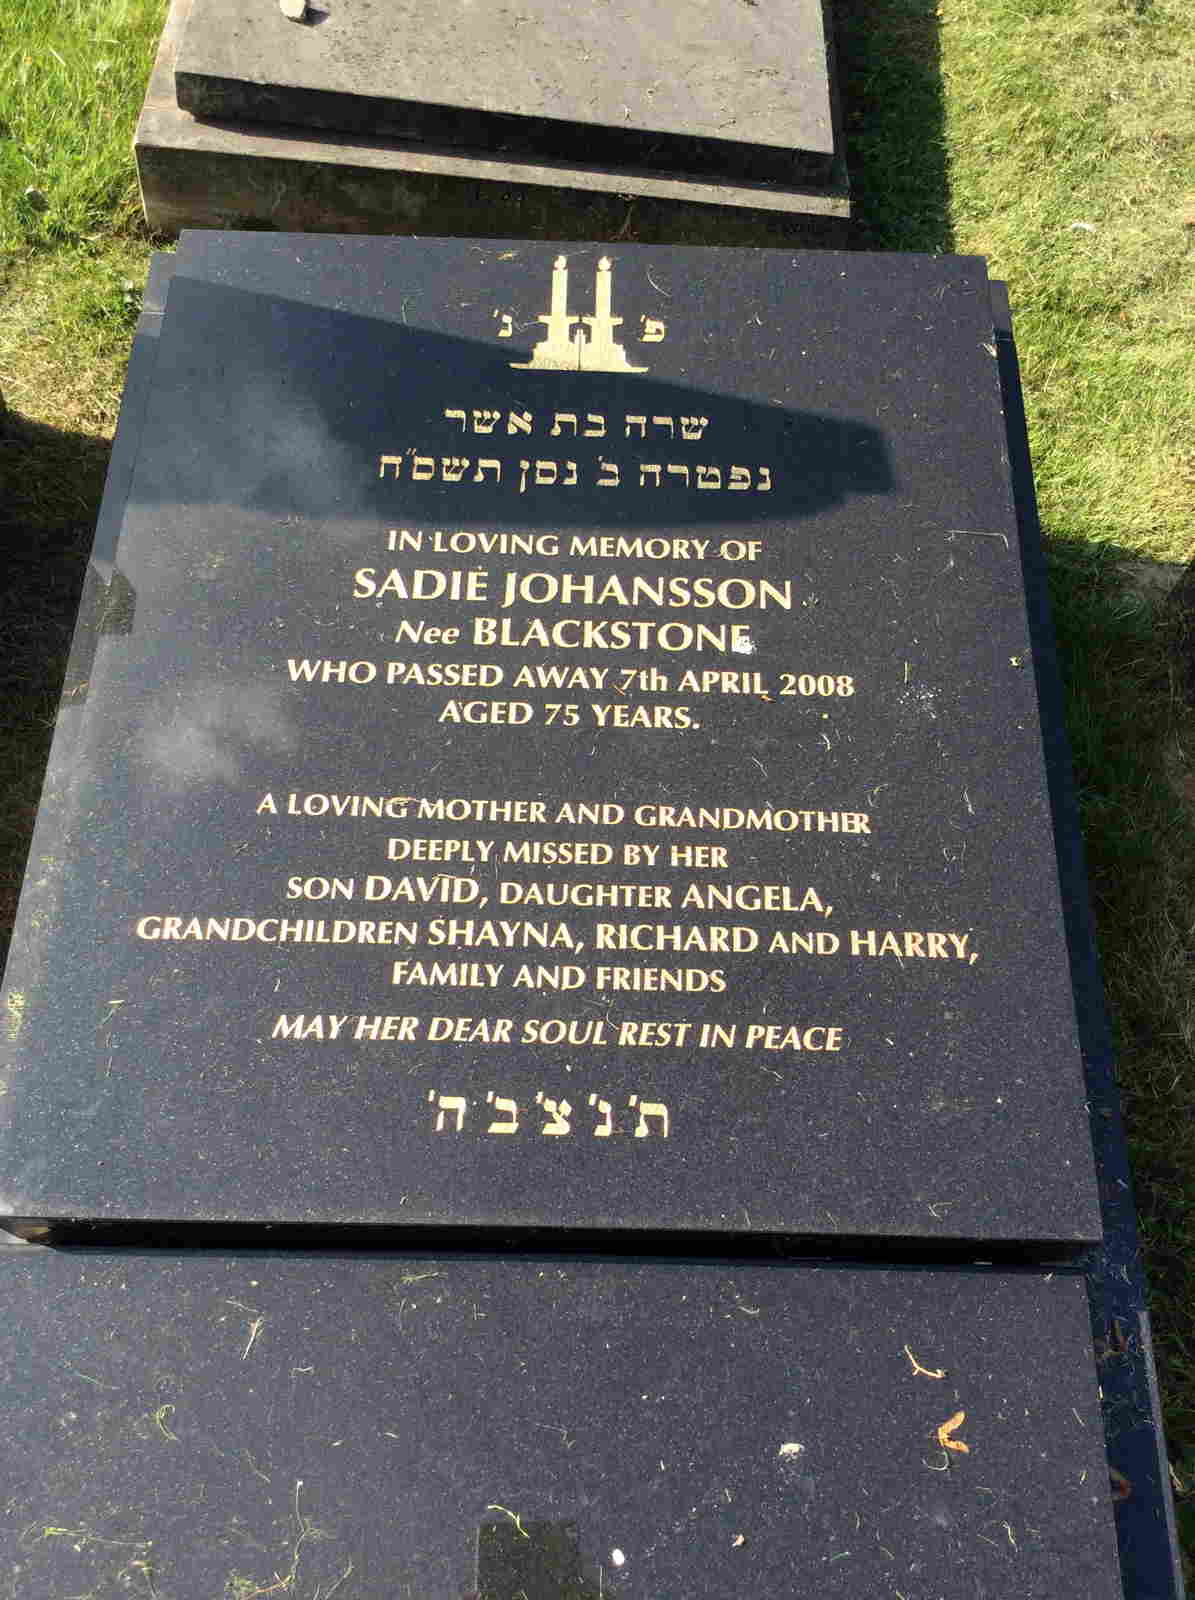 פ' נ'
שרה בת אשר
נפטרה ב' נסן תשס"ח
IN LOVING MEMORY OF
SADIE JOHANSSON
Nee BLACKSTONE
WHO PASSED AWAY 7th APRIL 2008
AGED 75 YEARS.
A LOVING MOTHER AND GRANDMOTHER
DEEPLY MISSED BY HER
SON DAVID, DAUGHTER ANGELA,
GRANDCHILDREN SHAYNA, RICHARD AND HARRY,
FAMILY AND FRIENDS
MAY HER DEAR SOUL REST IN PEACE
ת' נ' צ' ב' ה'